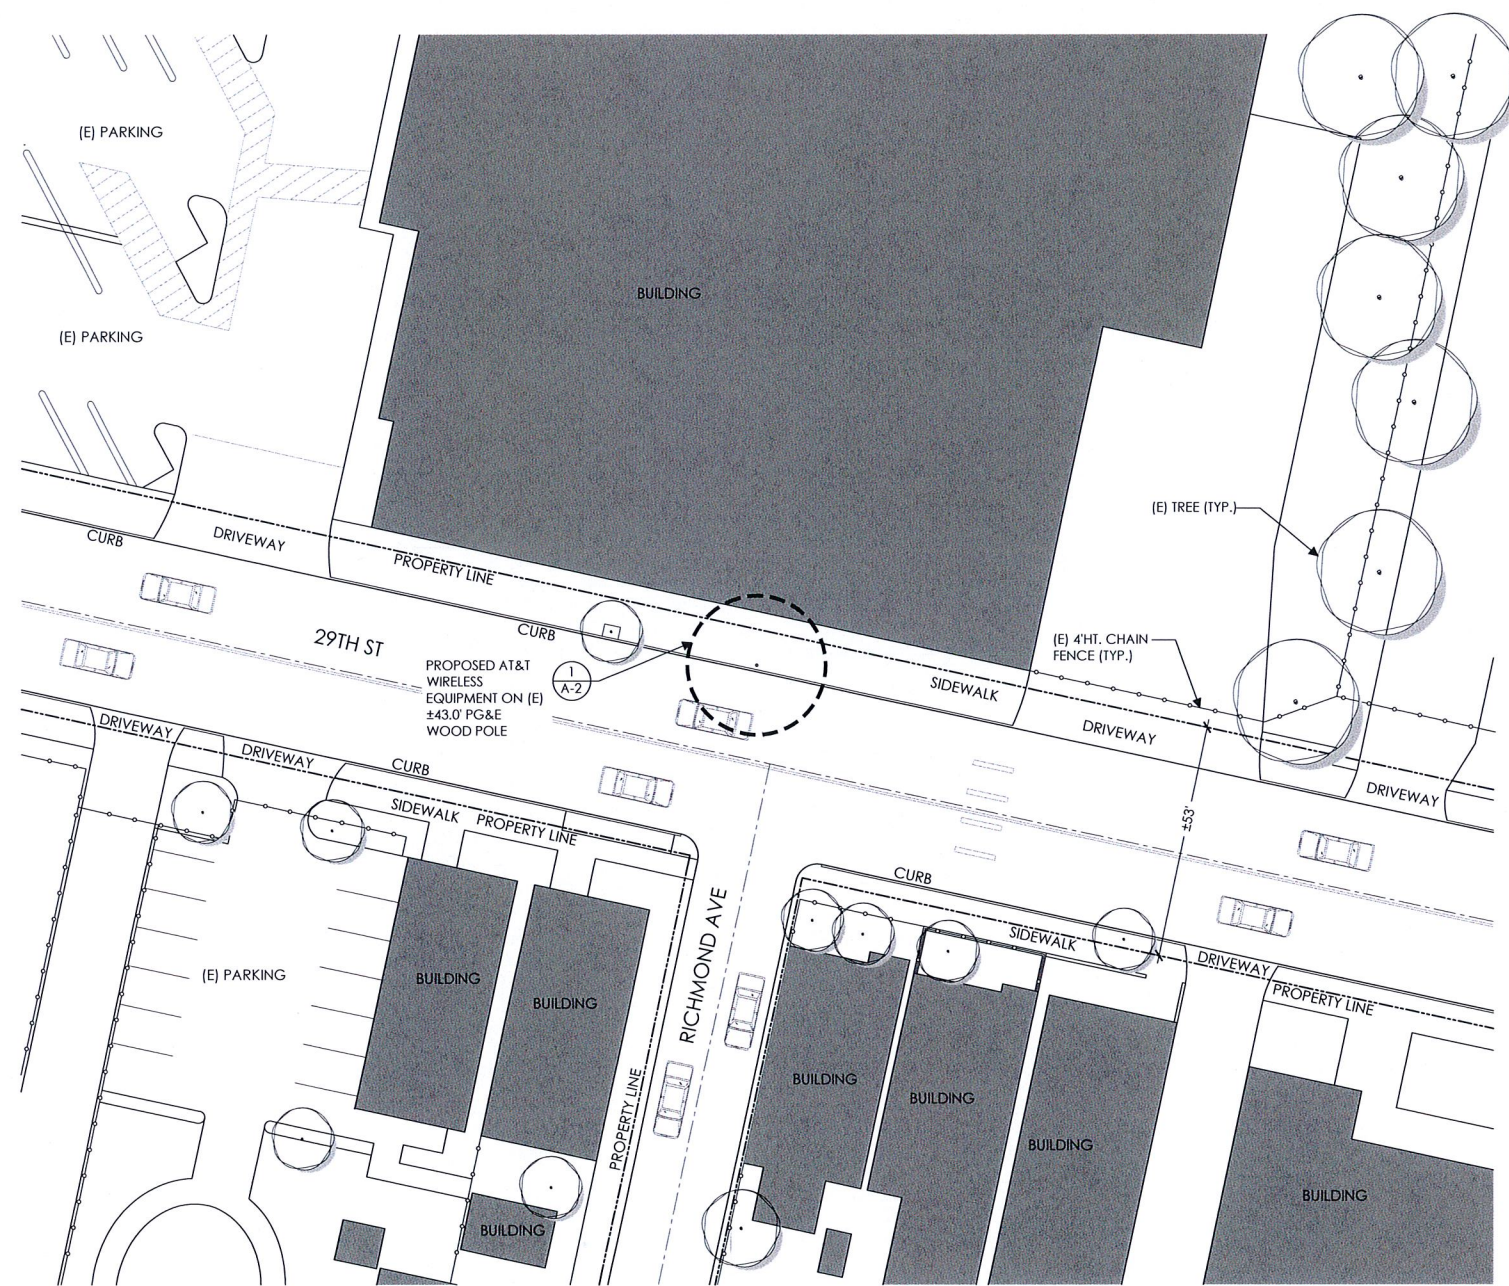 (E) PARKING
BUILDING
(E) PARKING
(E) TREE (TYP.)
CURB
DRIVEWAY
PROPERTY LINE
29TH ST
CURB
PROPOSED AT&T
WIRELESS
EQUIPMENT ON (E)
±43.0' PG&E
WOOD POLE
1
A-2
(E) 4'HT. CHAIN
FENCE (TYP.)
SIDEWALK
DRIVEWAY
DRIVEWAY
DRIVEWAY
DRIVEWAY
CURB
SIDEWALK
PROPERTY LINE
±53'
CURB
SIDEWALK
DRIVEWAY
PROPERTY LINE
RICHMOND AVE
(E) PARKING
BUILDING
BUILDING
PROPERTY LINE
BUILDING
BUILDING
BUILDING
BUILDING
BUILDING